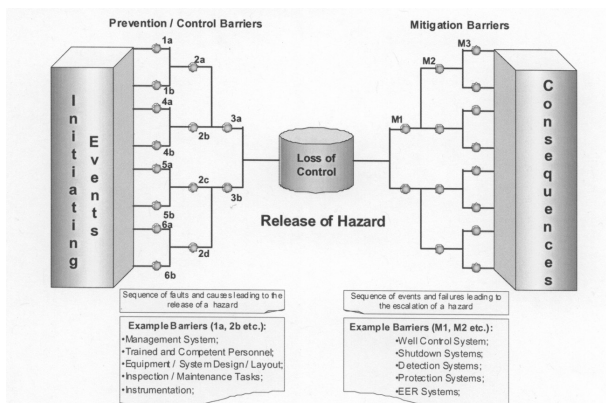 Prevention / Control Barriers
Mitigation Barriers
Initiating
Events
1a
1b
2a
4a
4b
2b
3a
5a
5b
2c
3b
6a
6b
2d
Loss of
Control
Release of Hazard
M1
M2
M3
Consequences
Sequence of faults and causes leading to the
release of a hazard
Example Barriers (1a, 2b etc.):
•Management System;
•Trained and Competent Personnel;
•Equipment / System Design / Layout;
•Inspection / Maintenance Tasks;
•Instrumentation;
Sequence of events and failures leading to
the escalation of a hazard
Example Barriers (M1, M2 etc.):
•Well Control System;
•Shutdown Systems;
•Detection Systems;
•Protection Systems;
•EER Systems;